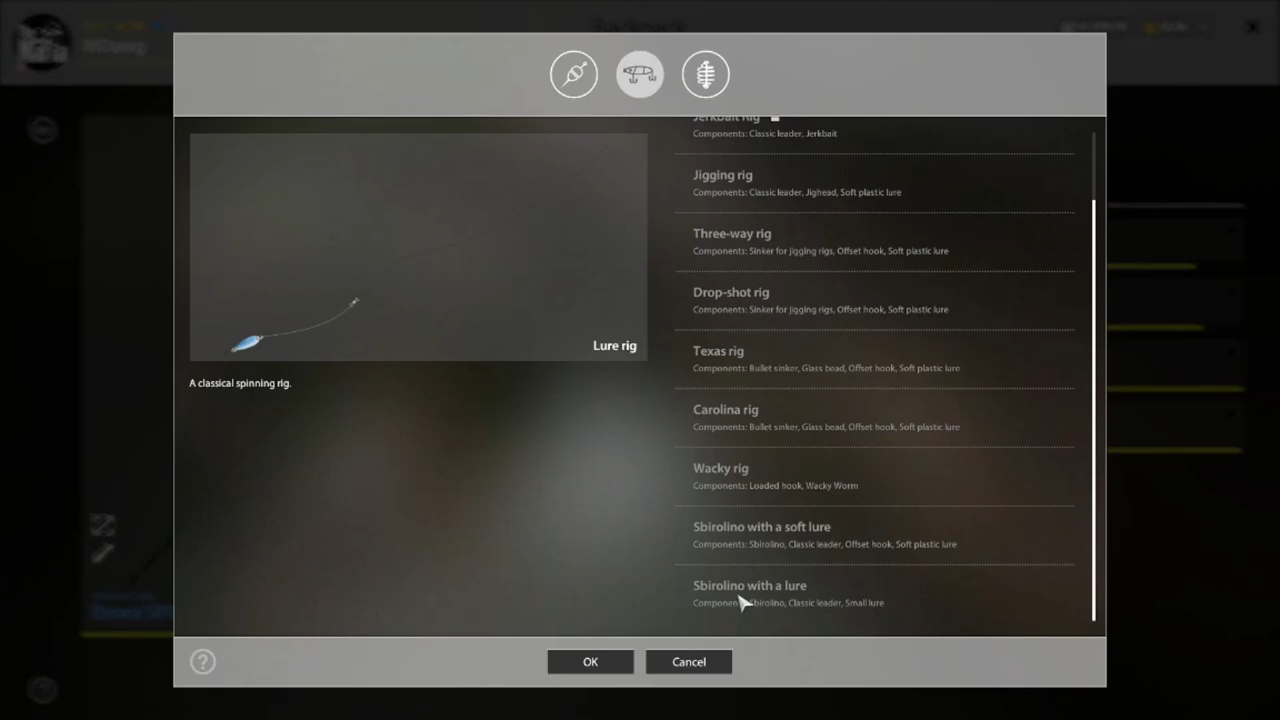 Jerkbait Rig
Components: Classic leader, Jerkbait
Jigging rig
Components: Classic leader, Jighead, Soft plastic lure
Three-way rig
Components: Sinker for jigging rigs, Offset hook, Soft plastic lure
Drop-shot rig
Components: Sinker for jigging rigs, Offset hook, Soft plastic lure
Lure rig
Texas rig
Components: Bullet sinker, Glass bead, Offset hook, Soft plastic lure
A classical spinning rig.
Carolina rig
Components: Bullet sinker, Glass bead, Offset hook, Soft plastic lure
Wacky rig
Components: Loaded hook, Wacky Worm
Sbirolino with a soft lure
Components: Sbirolino, Classic leader, Offset hook, Soft plastic lure
Sbirolino with a lure
Components: Sbirolino, Classic leader, Small lure
?
OK
Cancel